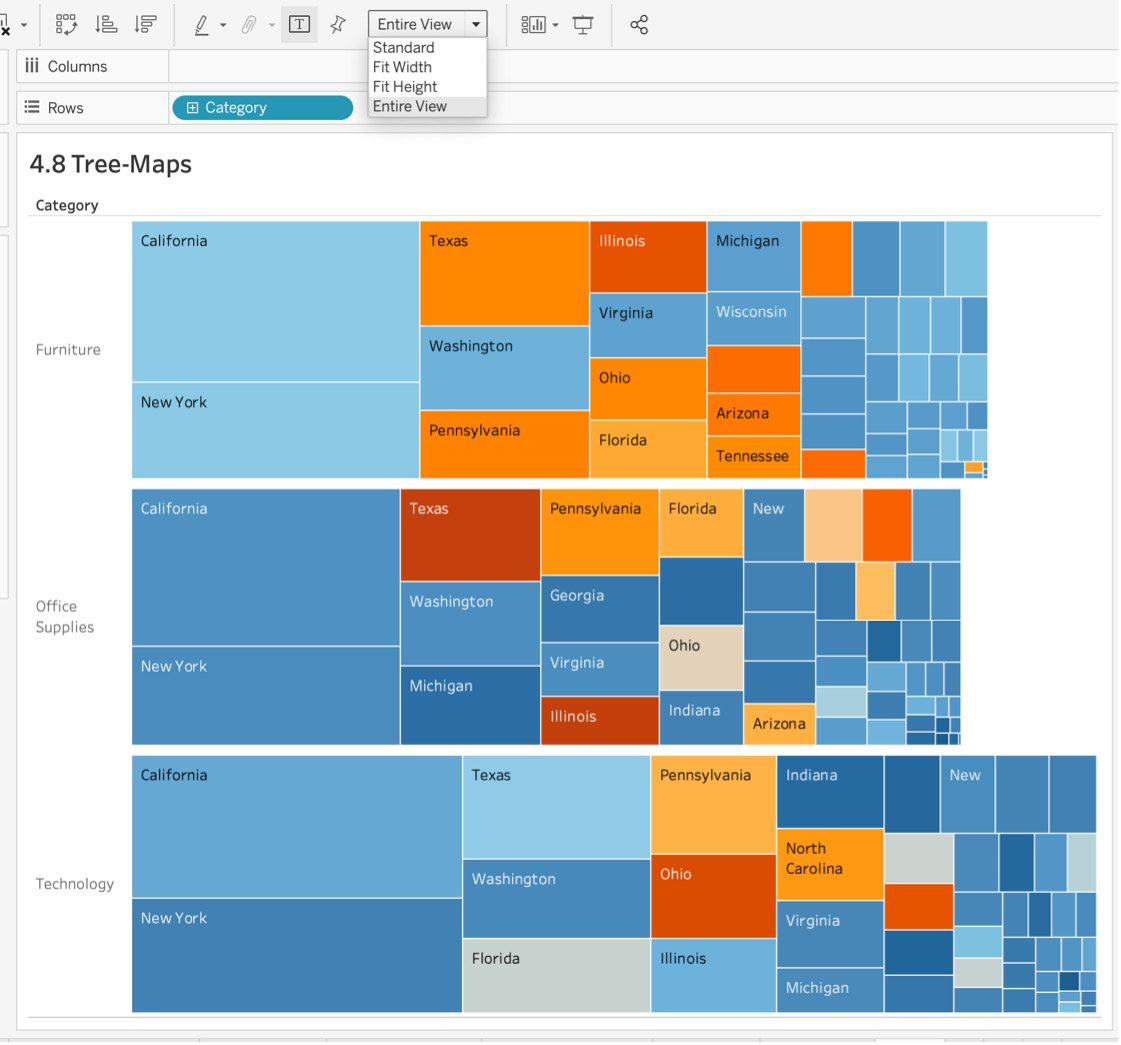 Entire View
Standard
Fit Width
Fit Height
Entire View
Columns
Rows
Category
4.8 Tree-Maps
Category
Furniture
California
New York
Texas
Washington
Pennsylvania
Illinois
Virginia
Ohio
Florida
Michigan
Wisconsin
Arizona
Tennessee
Office
Supplies
California
New York
Texas
Washington
Michigan
Pennsylvania
Georgia
Virginia
Illinois
Florida
Ohio
Indiana
New
Arizona
Technology
California
New York
Texas
Washington
Florida
Pennsylvania
Ohio
Illinois
Indiana
North
Carolina
Virginia
Michigan
New